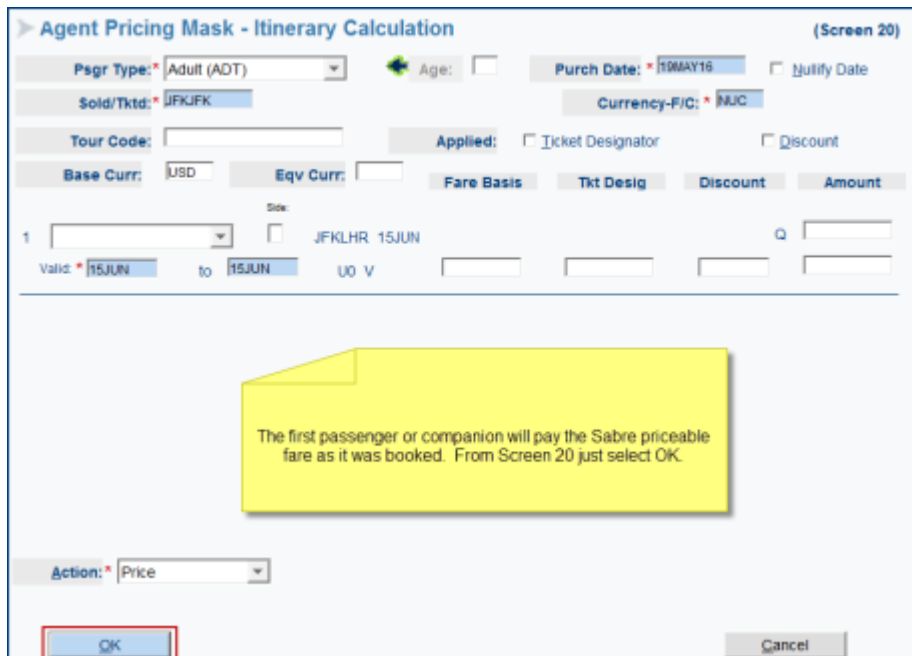 Agent Pricing Mask - Itinerary Calculation (Screen 20)
Psgr Type:* Adult (ADT) Age: Purch Date: * 19MAY16 Nullify Date
Sold/Tktd:* JFKJFK Currency-F/C: * NUC
Tour Code: Applied: Ticket Designator Discount
Base Curr: USD Eqv Curr: Fare Basis Tkt Desig Discount Amount
Side:
1 JFKLHR 15JUN Q
Valid: * 15JUN to 15JUN U0 V
The first passenger or companion will pay the Sabre priceable
fare as it was booked. From Screen 20 just select OK.
Action:* Price
OK Cancel